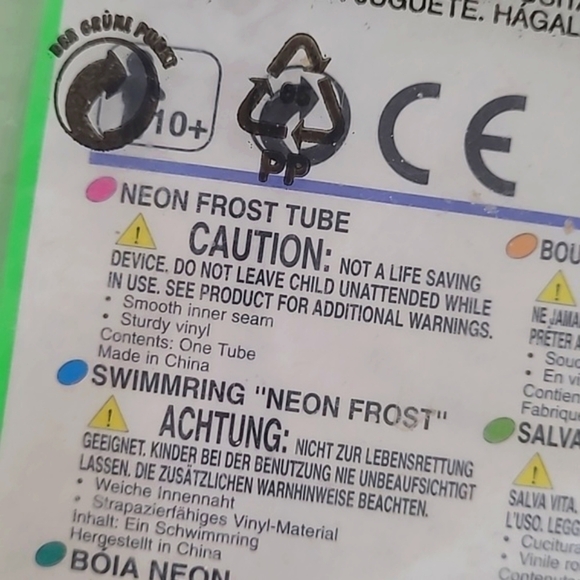 JUGUETE. HÁGAL
DER GRÜNE PUNKT
10+
PP
CE
NEON FROST TUBE
CAUTION: NOT A LIFE SAVING
DEVICE. DO NOT LEAVE CHILD UNATTENDED WHILE
IN USE. SEE PRODUCT FOR ADDITIONAL WARNINGS.
• Smooth inner seam
• Sturdy vinyl
Contents: One Tube
Made in China
SWIMMRING "NEON FROST"
ACHTUNG: NICHT ZUR LEBENSRETTUNG
GEEIGNET. KINDER BEI DER BENUTZUNG NIE UNBEAUFSICHTIGT
LASSEN. DIE ZUSÄTZLICHEN WARNHINWEISE BEACHTEN.
• Weiche Innennaht
• Strapazierfähiges Vinyl-Material
Inhalt: Ein Schwimmring
Hergestellt in China
BÓIA NEON
BOU
NE JAMA
PRÊTER A
• Soud
• En vi
Contien
Fabriqu
SALVA
SALVA VITA.
L'USO. LEGG
• Cucitura
• Vinile ro